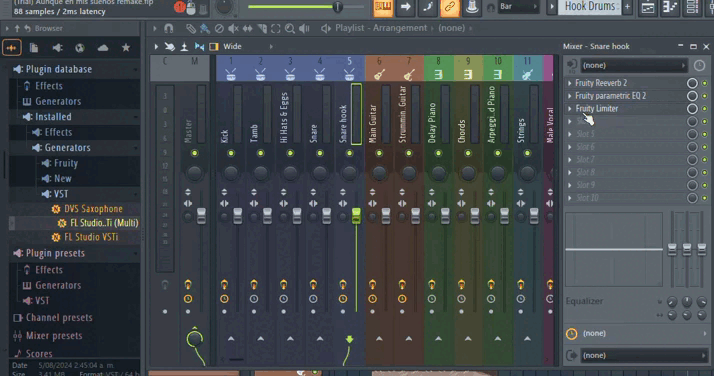 (Trial) Aunque en mis sueños remake.flp
88 samples / 2ms latency
Bar
Hook Drums
Browser
Playlist - Arrangement
(none)
Plugin database
Effects
Generators
Installed
Effects
Generators
Fruity
New
VST
DVS Saxophone
FL Studio..Ti (Multi)
FL Studio VSTi
Plugin presets
Effects
Generators
VST
Channel presets
Mixer presets
Scores
Date 5/08/2024 2:45:04 a. m.
Size 3.41 MB Format VST / 64 b
Wide
C M 1 2 3 4 5 6 7 8 9 10 11
Master
Kick
Tamb
Hi Hats & Eggs
Snare
Snare hook
Main Guitar
Strummin. Guitar
Delay Piano
Chords
Arpeggi.d Piano
Strings
Male Vocal
Mixer - Snare hook
(none)
Fruity Reeverb 2
Fruity parametric EQ 2
Fruity Limiter
Slot 5
Slot 6
Slot 7
Slot 8
Slot 9
Slot 10
Equalizer
(none)
(none)